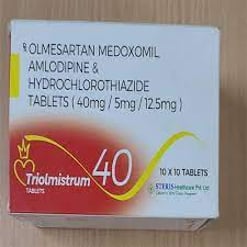 ℞ OLMESARTAN MEDOXOMIL,
AMLODIPINE &
HYDROCHLOROTHIAZIDE
TABLETS (40mg / 5mg / 12.5mg)
Triolmistrum 40
TABLETS
10 X 10 TABLETS
STERIS Healthcare Pvt Ltd